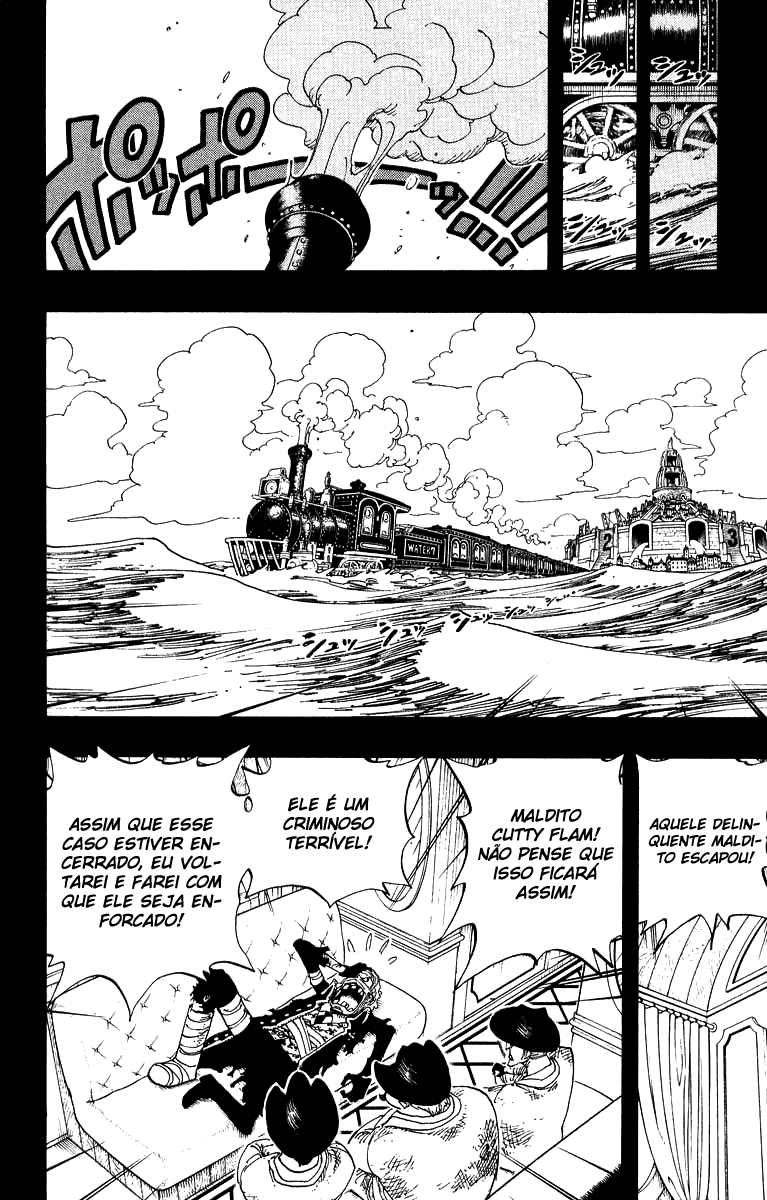 シュッ
シュッ
シュッ
シュッ
ポッポーッ!!!
WATER7
2
3
シュッ
シュッ
シュッ
シュッ
AQUELE DELIN-
QUENTE MALDI-
TO ESCAPOU!
MALDITO
CUTTY FLAM!
NÃO PENSE QUE
ISSO FICARÁ
ASSIM!
ELE É UM
CRIMINOSO
TERRÍVEL!
ASSIM QUE ESSE
CASO ESTIVER EN-
CERRADO, EU VOL-
TAREI E FAREI COM
QUE ELE SEJA EN-
FORCADO!